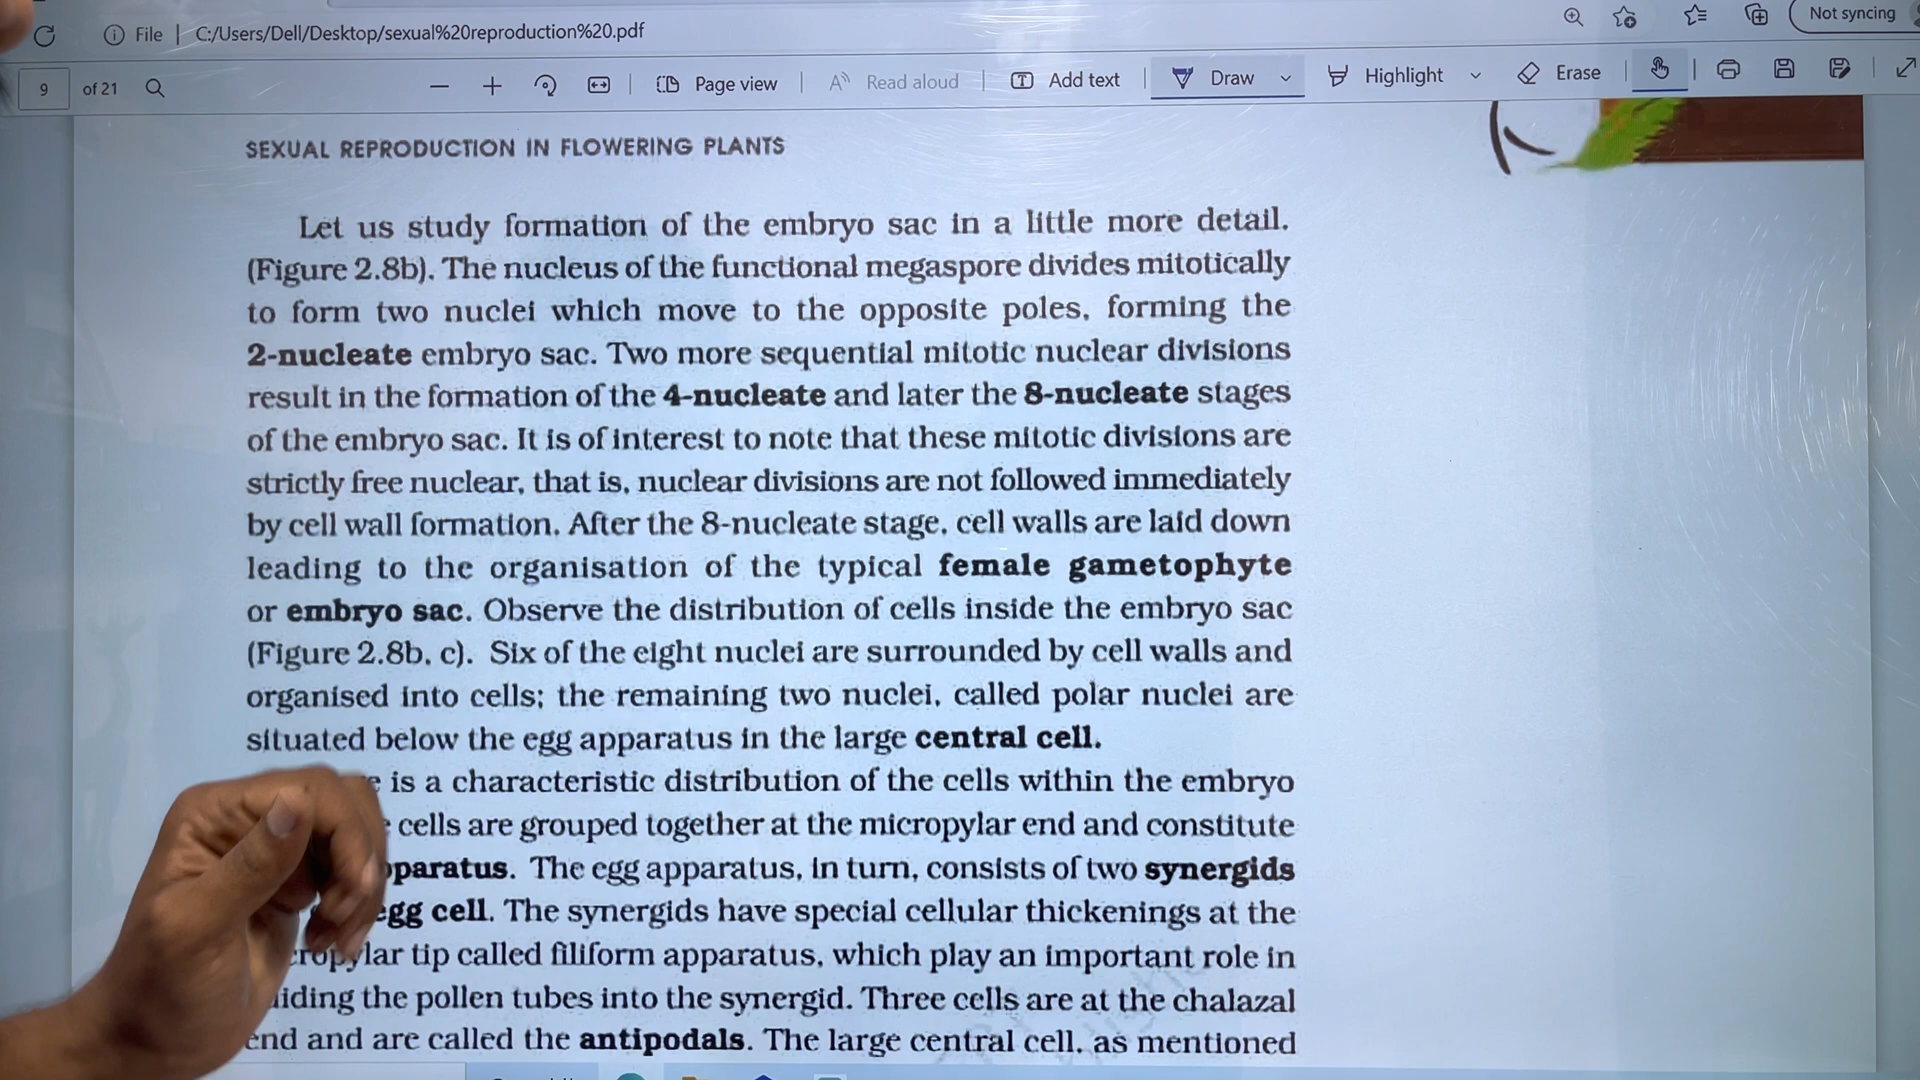 File | C:/Users/Dell/Desktop/sexual%20reproduction%20.pdf
Not syncing
9 of 21
Page view
Read aloud
Add text
Draw
Highlight
Erase
SEXUAL REPRODUCTION IN FLOWERING PLANTS
Let us study formation of the embryo sac in a little more detail.
(Figure 2.8b). The nucleus of the functional megaspore divides mitotically
to form two nuclei which move to the opposite poles, forming the
2-nucleate embryo sac. Two more sequential mitotic nuclear divisions
result in the formation of the 4-nucleate and later the 8-nucleate stages
of the embryo sac. It is of interest to note that these mitotic divisions are
strictly free nuclear, that is, nuclear divisions are not followed immediately
by cell wall formation. After the 8-nucleate stage, cell walls are laid down
leading to the organisation of the typical female gametophyte
or embryo sac. Observe the distribution of cells inside the embryo sac
(Figure 2.8b, c). Six of the eight nuclei are surrounded by cell walls and
organised into cells; the remaining two nuclei, called polar nuclei are
situated below the egg apparatus in the large central cell.
is a characteristic distribution of the cells within the embryo
cells are grouped together at the micropylar end and constitute
paratus. The egg apparatus, in turn, consists of two synergids
egg cell. The synergids have special cellular thickenings at the
ropylar tip called filiform apparatus, which play an important role in
iding the pollen tubes into the synergid. Three cells are at the chalazal
end and are called the antipodals. The large central cell, as mentioned